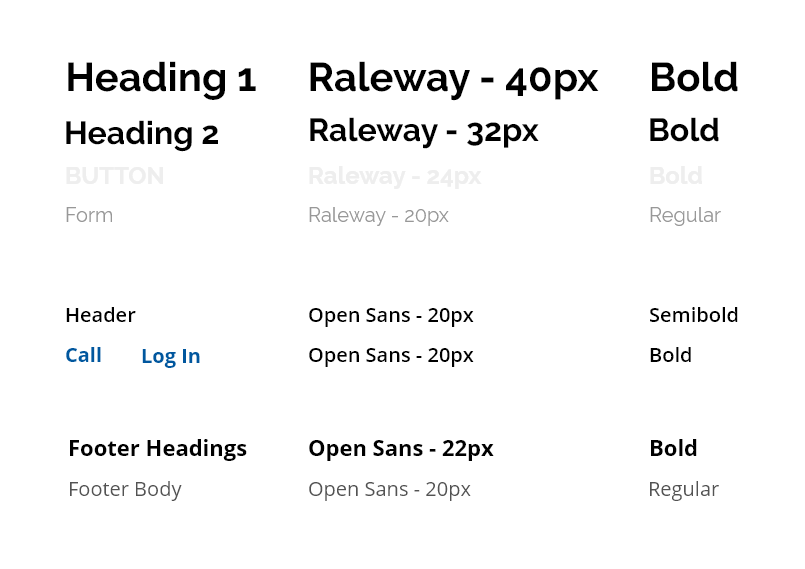 Heading 1 Raleway - 40px Bold
Heading 2 Raleway - 32px Bold
BUTTON Raleway - 24px Bold
Form Raleway - 20px Regular
Header Open Sans - 20px Semibold
Call Log In Open Sans - 20px Bold
Footer Headings Open Sans - 22px Bold
Footer Body Open Sans - 20px Regular